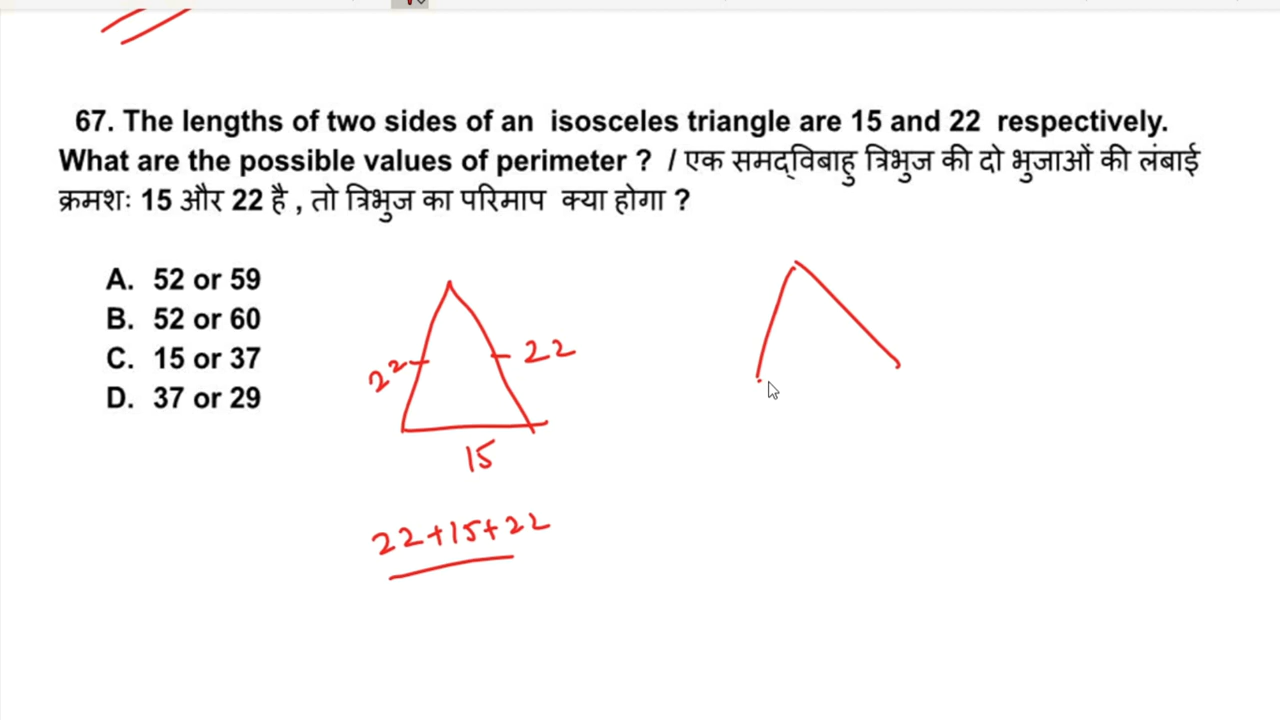 67. The lengths of two sides of an isosceles triangle are 15 and 22 respectively.
What are the possible values of perimeter ? / एक समद्विबाहु त्रिभुज की दो भुजाओं की लंबाई
क्रमशः 15 और 22 है , तो त्रिभुज का परिमाप क्या होगा ?
A. 52 or 59
B. 52 or 60
C. 15 or 37
D. 37 or 29
22
22
15
22+15+22